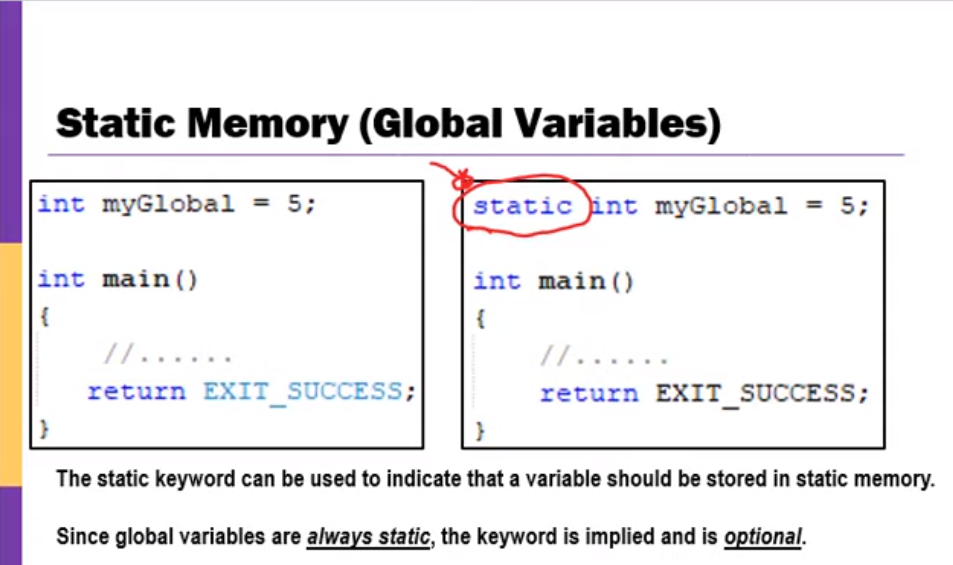 Static Memory (Global Variables)
int myGlobal = 5;
int main()
{
//......
return EXIT_SUCCESS;
}
static int myGlobal = 5;
int main()
{
//......
return EXIT_SUCCESS;
}
The static keyword can be used to indicate that a variable should be stored in static memory.
Since global variables are always static, the keyword is implied and is optional.